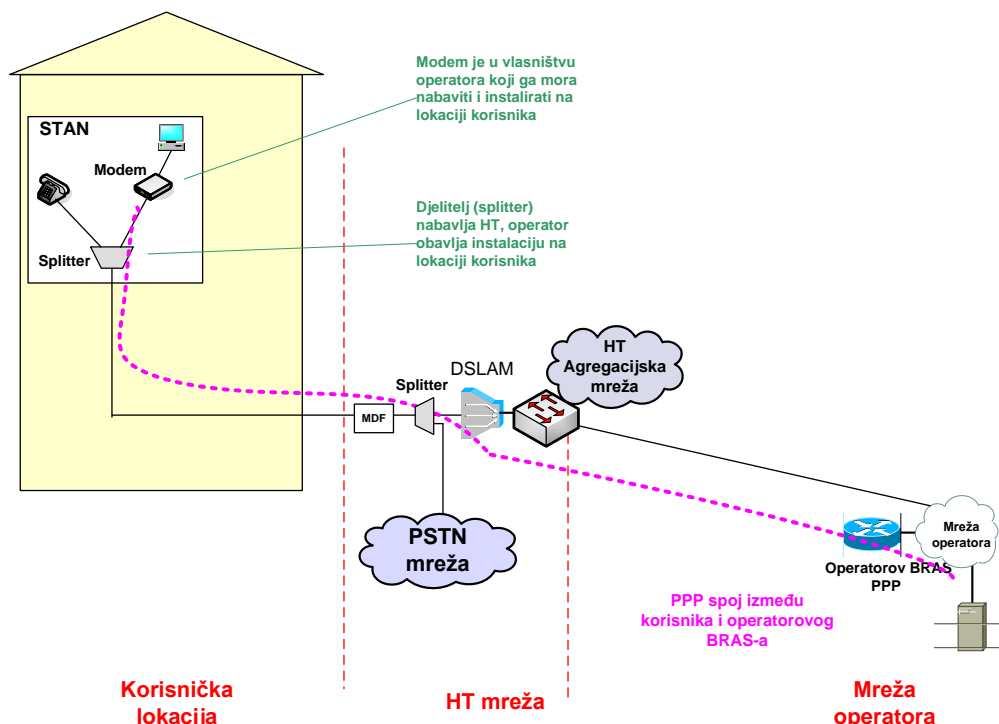 Modem je u vlasništvu
operatora koji ga mora
nabaviti i instalirati na
lokaciji korisnika
STAN
Modem
Djelitelj (splitter)
nabavlja HT, operator
obavlja instalaciju na
lokaciji korisnika
Splitter
HT
Agregacijska
mreža
DSLAM
Splitter
MDF
PSTN
mreža
Mreža
operatora
Operatorov BRAS
PPP
PPP spoj između
korisnika i operatorovog
BRAS-a
Korisnička
lokacija
HT mreža
Mreža
operatora